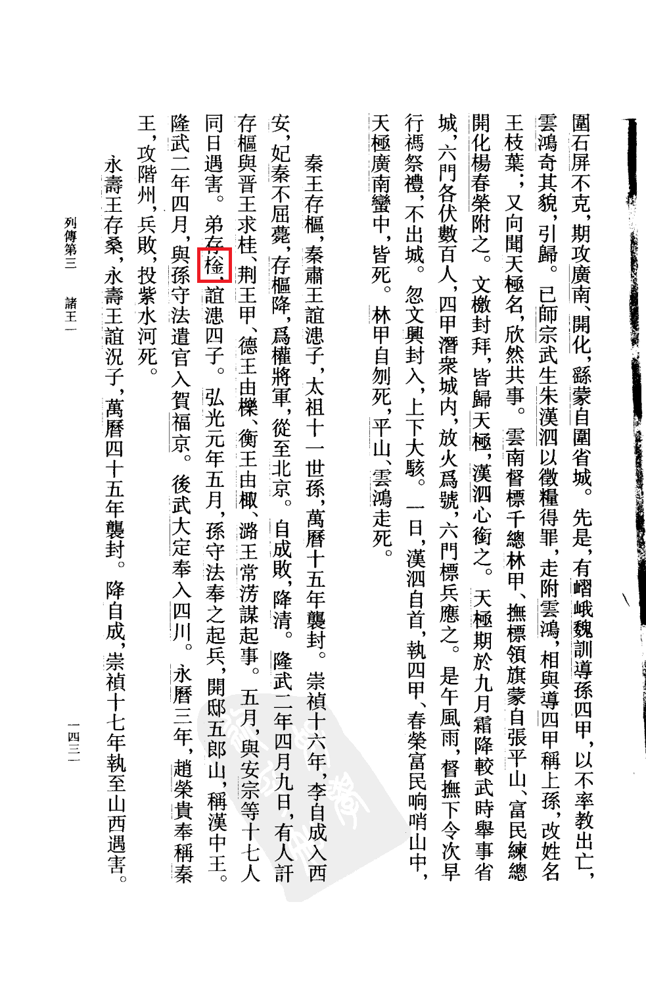 圍石屏不克，期攻廣南、開化，繇蒙自圍省城。先是，有嶍峨魏訓導孫四甲，以不率教出亡，
雲鴻奇其貌，引歸。已師宗武生朱漢泗以徵糧得罪，走附雲鴻，相與導四甲稱上孫，改姓名
王枝葉；又向聞天極名，欣然共事。雲南督標千總林甲、撫標領旗蒙自張平山、富民練總
開化楊春榮附之。文檄封拜，皆歸天極，漢泗心銜之。天極期於九月霜降較武時舉事省
城，六門各伏數百人，四甲潛衆城内，放火爲號，六門標兵應之。是午風雨，督撫下令次早
行禡祭禮，不出城。忽文興封入，上下大駭。一日，漢泗自首，執四甲、春榮富民响哨山中，
天極廣南蠻中，皆死。林甲自刎死，平山、雲鴻走死。
秦王存樞，秦肅王誼漶子，太祖十一世孫，萬曆十五年襲封。崇禎十六年，李自成入西
安，妃秦不屈薨，存樞降，爲權將軍，從至北京。自成敗，降清。隆武二年四月九日，有人訐
存樞與晋王求桂、荆王甲、德王由櫟、衡王由棷、潞王常淓謀起事。五月，與安宗等十七人
同日遇害。弟存，誼漶四子。弘光元年五月，孫守法奉之起兵，開邸五郎山，稱漢中王。
隆武二年四月，與孫守法遣官入賀福京。後武大定奉入四川。永曆三年，趙榮貴奉稱秦
王，攻階州，兵敗，投紫水河死。
永壽王存桑，永壽王誼況子，萬曆四十五年襲封。降自成，崇禎十七年執至山西遇害。
列傳第三　諸王一
一四三一